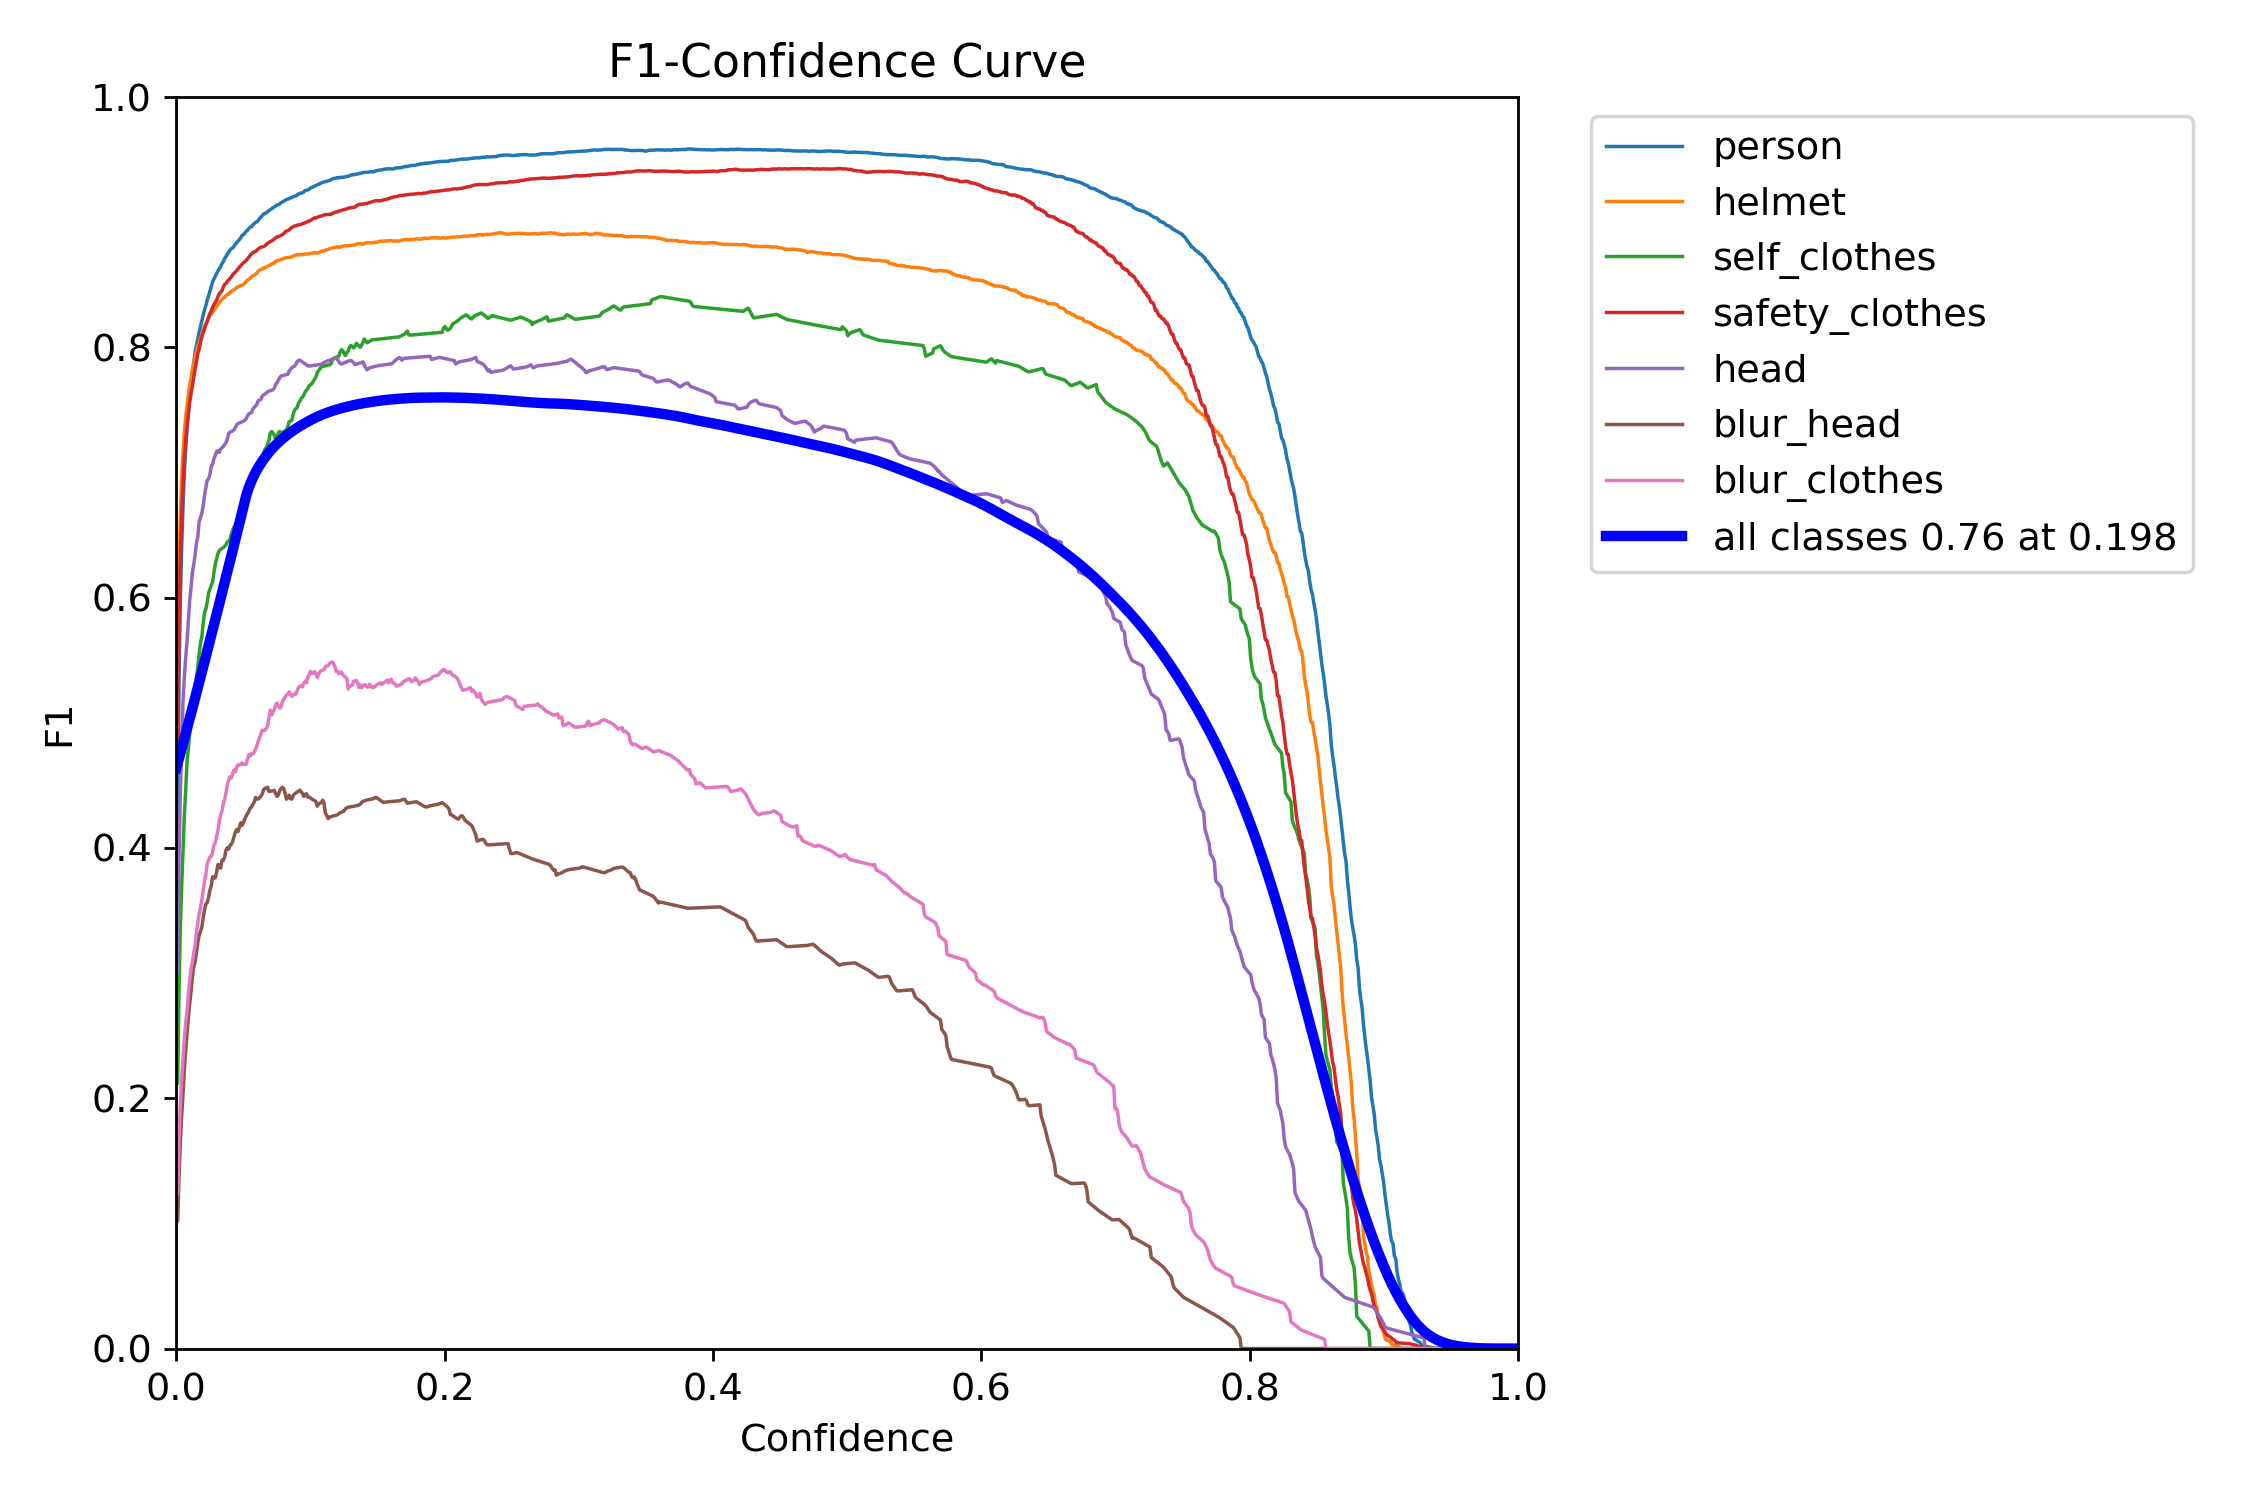 F1-Confidence Curve
1.0
0.8
0.6
0.4
0.2
0.0
F1
0.0 0.2 0.4 0.6 0.8 1.0
Confidence
person
helmet
self_clothes
safety_clothes
head
blur_head
blur_clothes
all classes 0.76 at 0.198